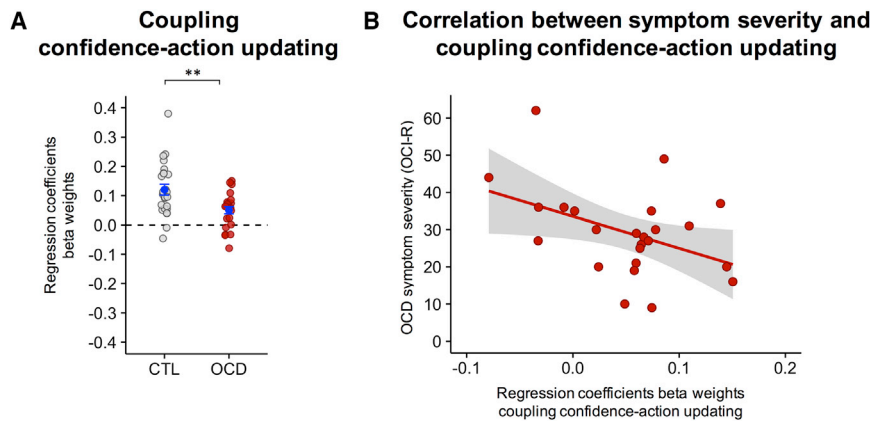 A
Coupling
confidence-action updating
**
Regression coefficients
beta weights
0.4
0.3
0.2
0.1
0.0
-0.1
-0.2
-0.3
-0.4
CTL
OCD
B
Correlation between symptom severity and
coupling confidence-action updating
OCD symptom severity (OCI-R)
60
50
40
30
20
10
0
-0.1
0.0
0.1
0.2
Regression coefficients beta weights
coupling confidence-action updating